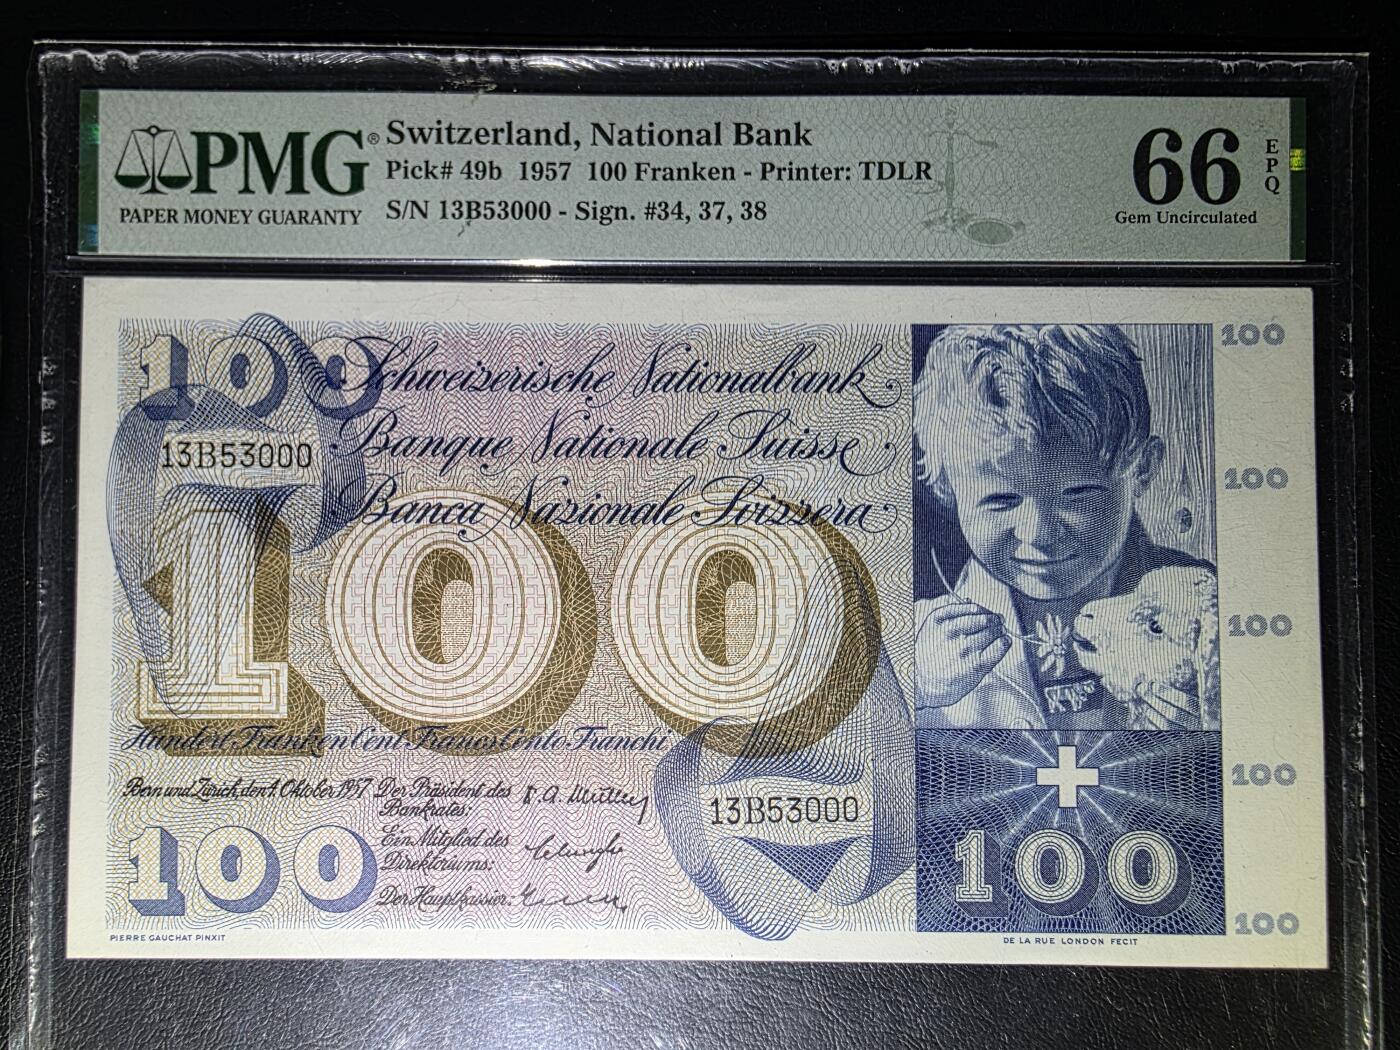 PMG®
PAPER MONEY GUARANTY
Switzerland, National Bank
Pick# 49b 1957 100 Franken - Printer: TDLR
S/N 13B53000 - Sign. #34, 37, 38
66
EPQ
Gem Uncirculated
100
Schweizerische Nationalbank
Banque Nationale Suisse
Banca Nazionale Svizzera
13B53000
100
Hundert Franken Cent Francs Cento Franchi
Bern und Zürich, den 4. Oktober 1957
Der Präsident des
Bankrates:
Ein Mitglied des
Direktoriums:
Der Hauptkassier:
13B53000
100
100
100
100
100
100
100
PIERRE GAUCHAT PINXIT
DE LA RUE LONDON FECIT